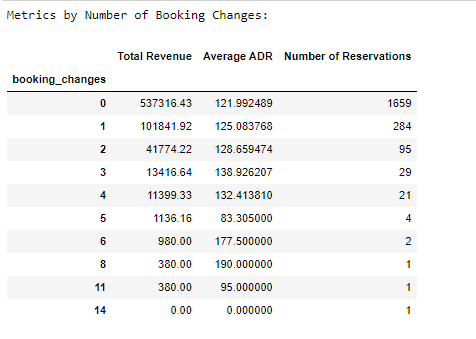 Metrics by Number of Booking Changes:
Total Revenue Average ADR Number of Reservations
booking_changes
0 537316.43 121.992489 1659
1 101841.92 125.083768 284
2 41774.22 128.659474 95
3 13416.64 138.926207 29
4 11399.33 132.413810 21
5 1136.16 83.305000 4
6 980.00 177.500000 2
8 380.00 190.000000 1
11 380.00 95.000000 1
14 0.00 0.000000 1